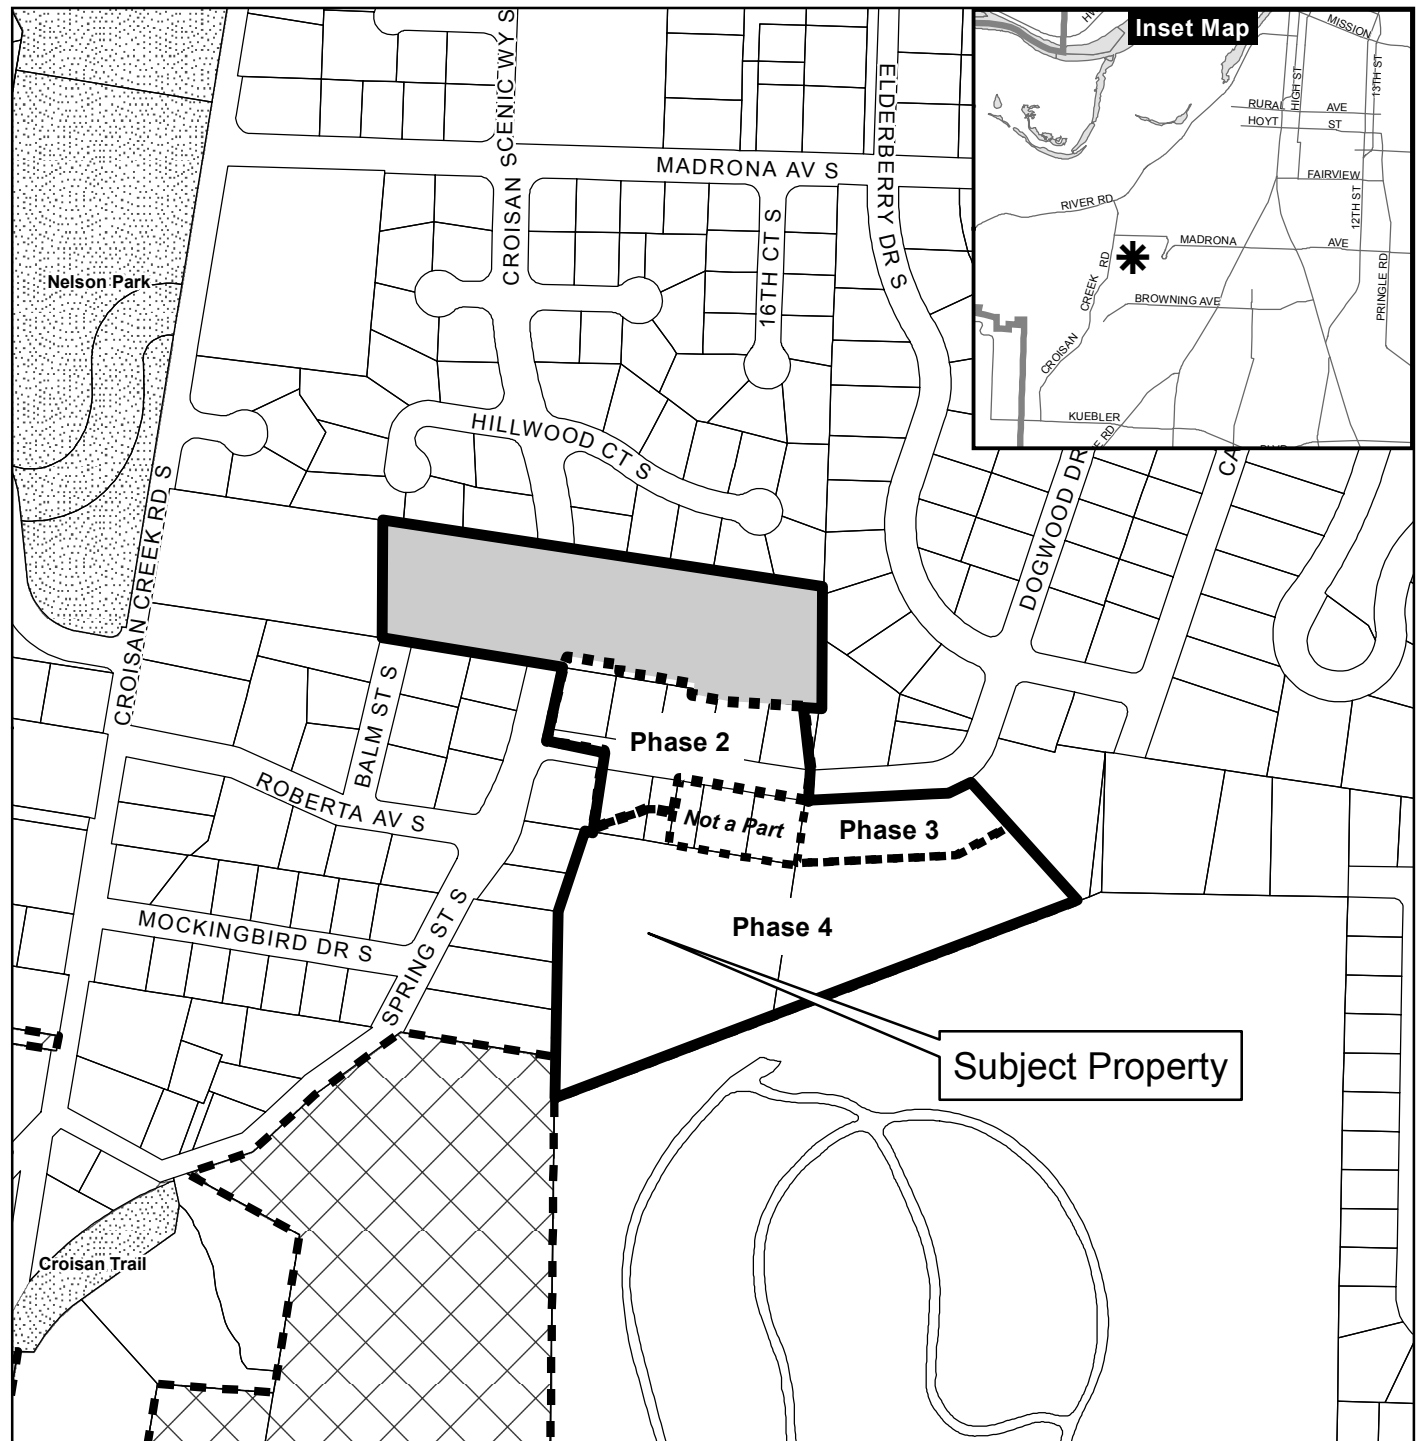 Inset Map
HW
MISSION
HIGH ST
13TH ST
RURAL AVE
HOYT ST
FAIRVIEW
12TH ST
RIVER RD
MADRONA AVE
CREEK RD
PRINGLE RD
BROWNING AVE
CROISAN
KUEBLER
E RD
CROISAN SCENIC WY S
ELDERBERRY DR S
MADRONA AV S
16TH CT S
Nelson Park
HILLWOOD CT S
CROISAN CREEK RD S
DOGWOOD DR
CA
BALM ST S
Phase 2
ROBERTA AV S
Not a Part
Phase 3
MOCKINGBIRD DR S
SPRING ST S
Phase 4
Subject Property
Croisan Trail